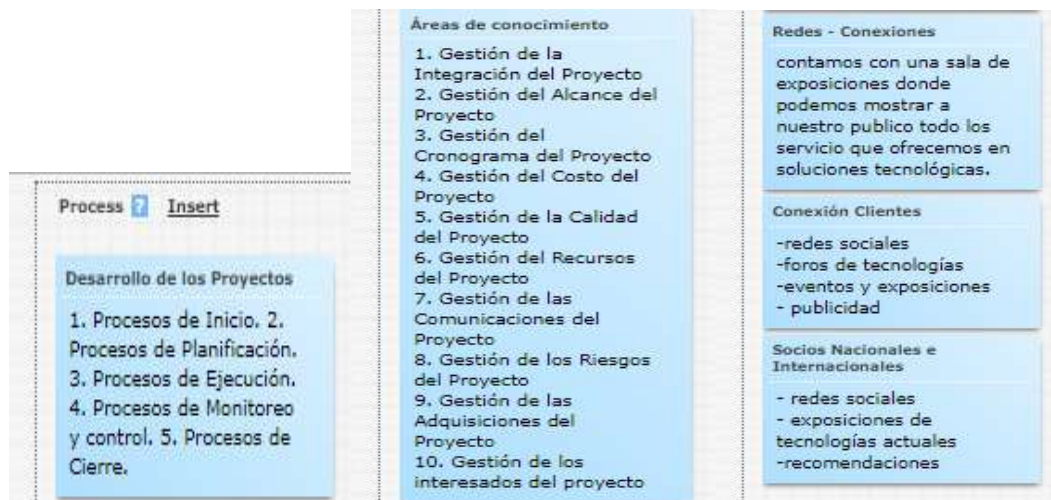 Process ? Insert
Desarrollo de los Proyectos
1. Procesos de Inicio. 2.
Procesos de Planificación.
3. Procesos de Ejecución.
4. Procesos de Monitoreo
y control. 5. Procesos de
Cierre.
Áreas de conocimiento
1. Gestión de la
Integración del Proyecto
2. Gestión del Alcance del
Proyecto
3. Gestión del
Cronograma del Proyecto
4. Gestión del Costo del
Proyecto
5. Gestión de la Calidad
del Proyecto
6. Gestión del Recursos
del Proyecto
7. Gestión de las
Comunicaciones del
Proyecto
8. Gestión de los Riesgos
del Proyecto
9. Gestión de las
Adquisiciones del
Proyecto
10. Gestión de los
interesados del proyecto
Redes - Conexiones
contamos con una sala de
exposiciones donde
podemos mostrar a
nuestro publico todo los
servicio que ofrecemos en
soluciones tecnológicas.
Conexión Clientes
-redes sociales
-foros de tecnologías
-eventos y exposiciones
- publicidad
Socios Nacionales e
Internacionales
- redes sociales
- exposiciones de
tecnologías actuales
-recomendaciones